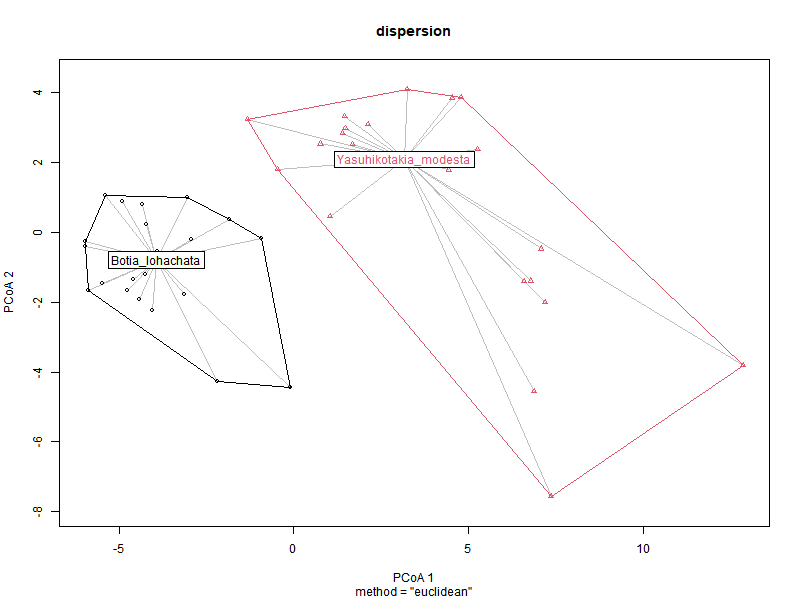 dispersion
4
2
0
-2
-4
-6
-8
PCoA 2
Yasuhikotakia_modesta
Botia_lohachata
-5
0
5
10
PCoA 1
method = "euclidean"